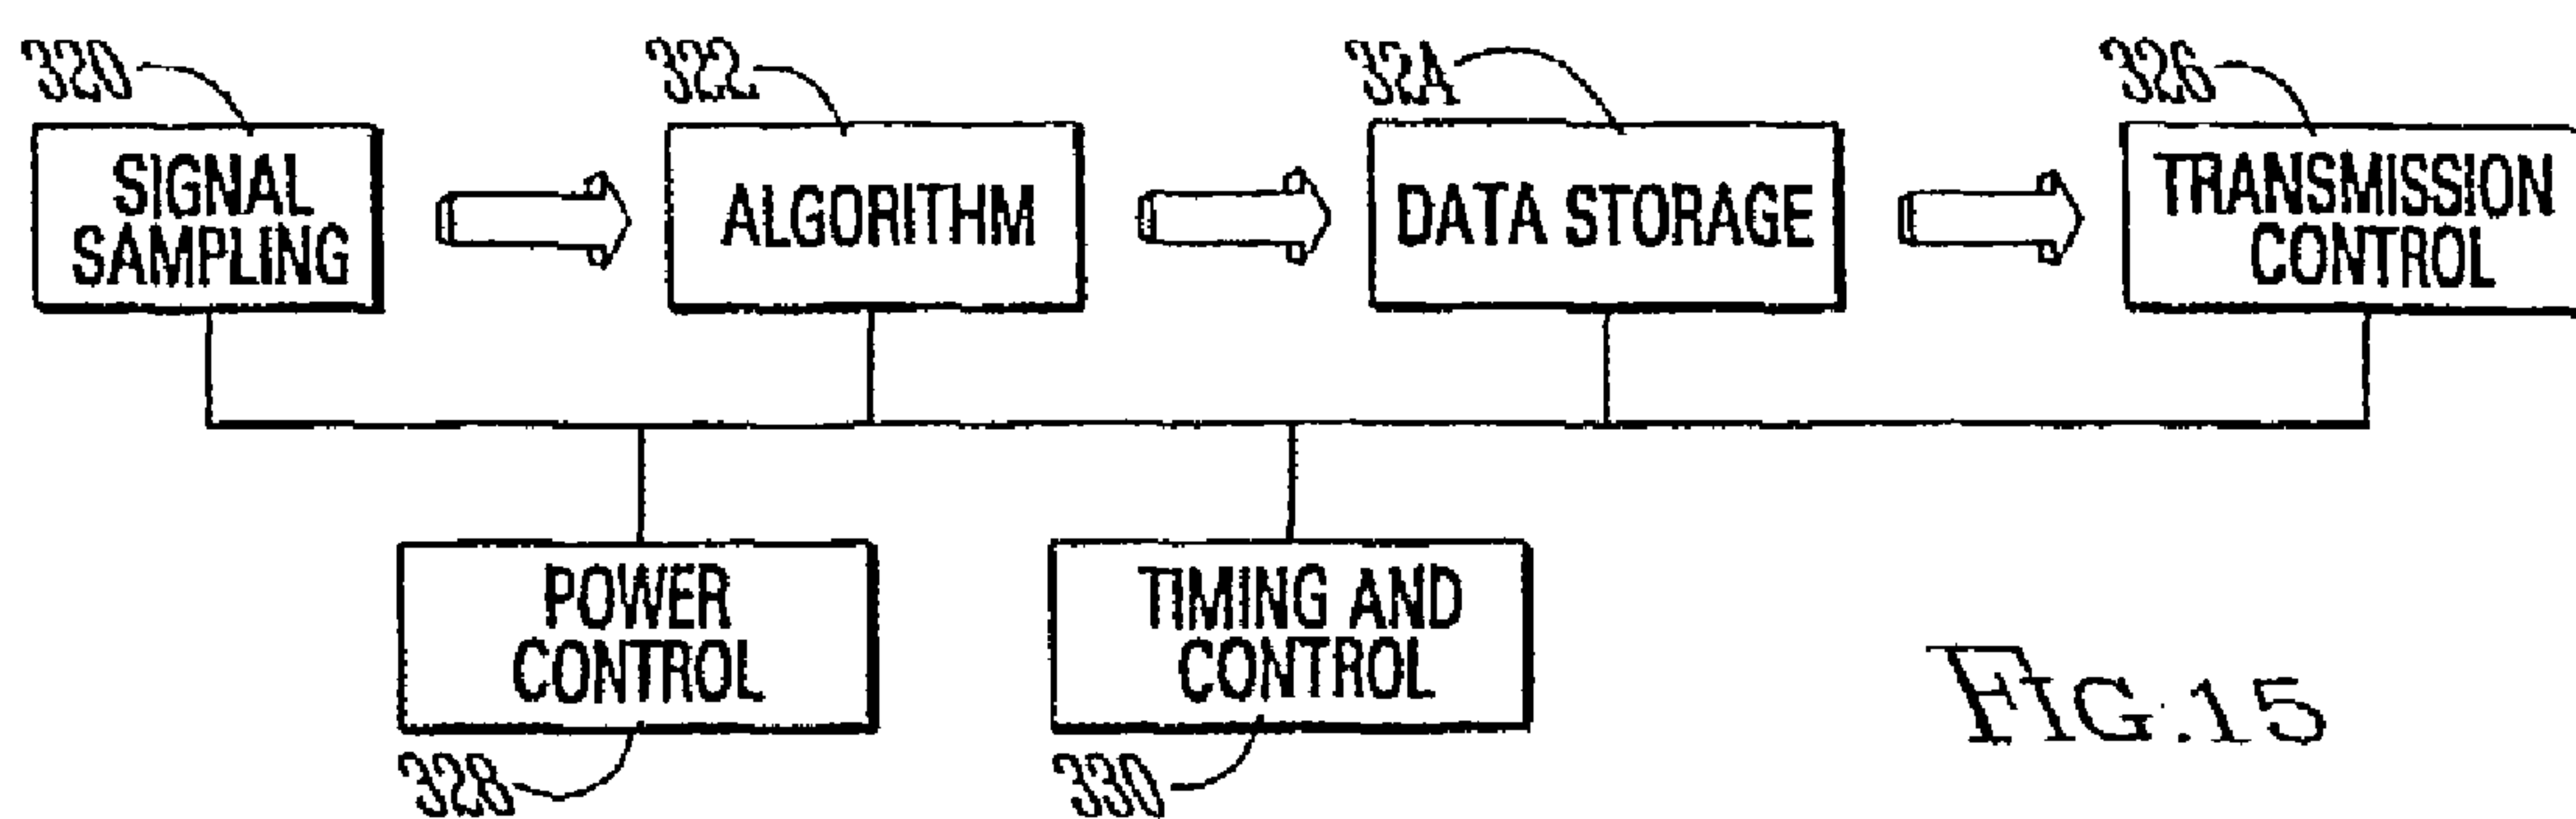 320
322
324
326
SIGNAL
SAMPLING
ALGORITHM
DATA STORAGE
TRANSMISSION
CONTROL
POWER
CONTROL
TIMING AND
CONTROL
328
330
FIG.15